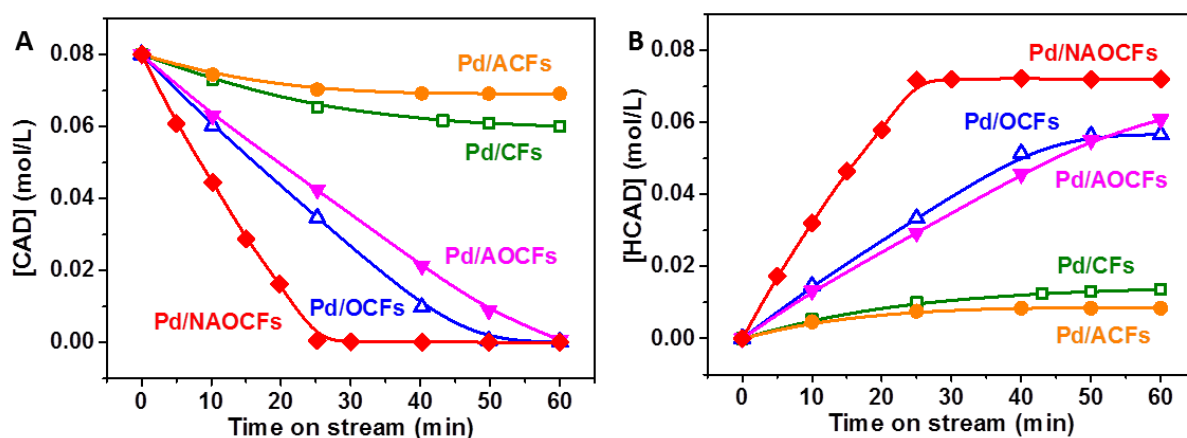 A
[CAD] (mol/L)
0.08
0.06
0.04
0.02
0.00
Pd/ACFs
Pd/CFs
Pd/AOCFs
Pd/OCFs
Pd/NAOCFs
0 10 20 30 40 50 60
Time on stream (min)
B
[HCAD] (mol/L)
0.08
0.06
0.04
0.02
0.00
Pd/NAOCFs
Pd/OCFs
Pd/AOCFs
Pd/CFs
Pd/ACFs
0 10 20 30 40 50 60
Time on stream (min)